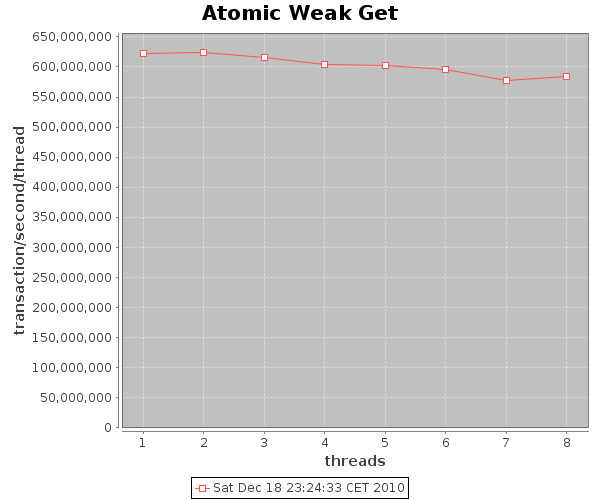 Atomic Weak Get
650,000,000
600,000,000
550,000,000
500,000,000
450,000,000
400,000,000
350,000,000
300,000,000
250,000,000
200,000,000
150,000,000
100,000,000
50,000,000
0
transaction/second/thread
1 2 3 4 5 6 7 8
threads
Sat Dec 18 23:24:33 CET 2010